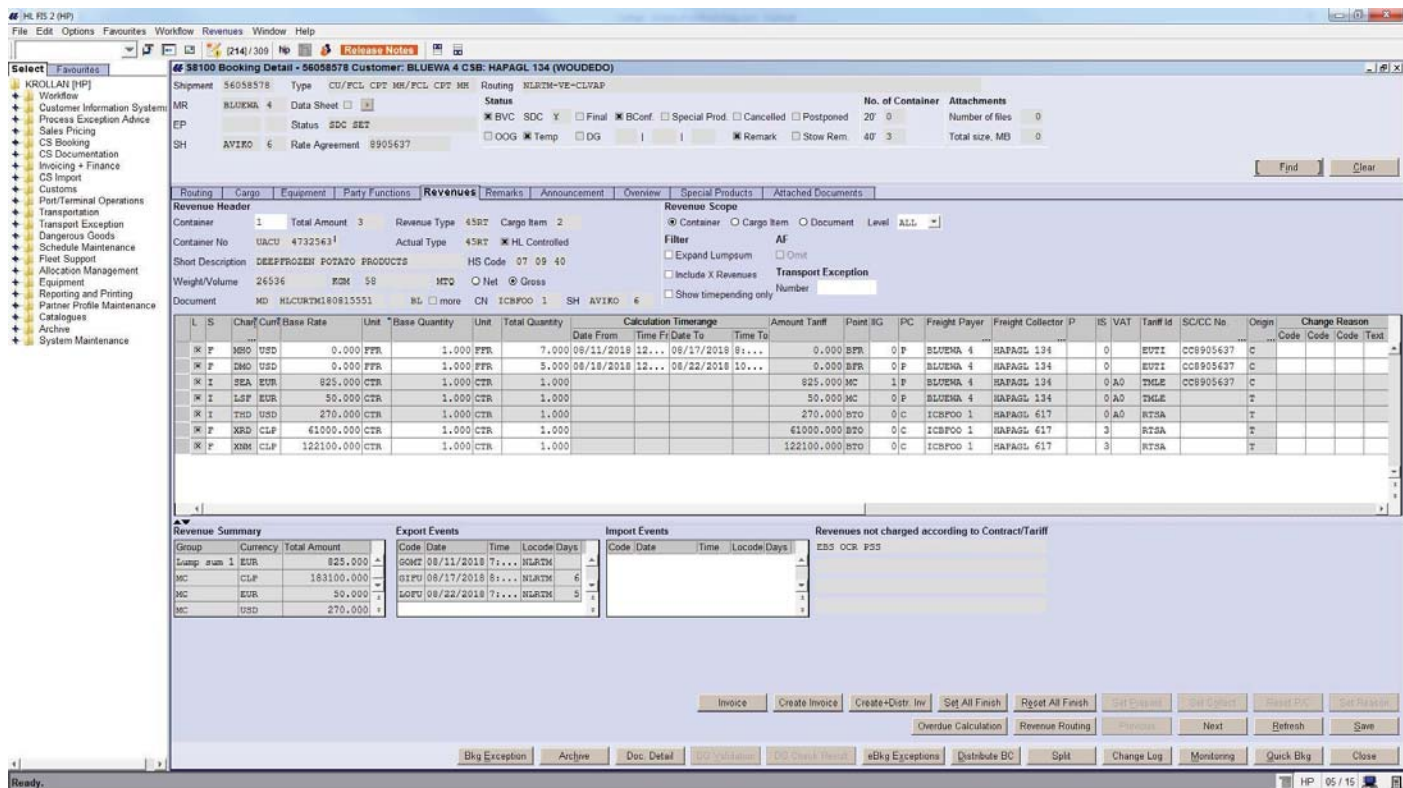 HL FIS 2 (HP)
File Edit Options Favourites Workflow Revenues Window Help
[214] / 309 Np Release Notes
Select Favourites
KROLLAN [HP]
Workflow
Customer Information System
Process Exception Advice
Sales Pricing
CS Booking
CS Documentation
Invoicing + Finance
CS Import
Customs
Port/Terminal Operations
Transportation
Transport Exception
Dangerous Goods
Schedule Maintenance
Fleet Support
Allocation Management
Equipment
Reporting and Printing
Partner Profile Maintenance
Catalogues
Archive
System Maintenance
S8100 Booking Detail - 56058578 Customer: BLUEWA 4 CSB: HAPAGL 134 (WOUDEDO)
Shipment 56058578 Type CU/FCL CPT MH/FCL CPT MH Routing NLRTM-VE-CLVAP
MR BLUEWA 4 Data Sheet Status No. of Container Attachments
BVC SDC Y Final BConf. Special Prod. Cancelled Postponed 20' 0 Number of files 0
EP Status SDC SET
OOG Temp DG | | Remark Stow Rem. 40' 3 Total size, MB 0
SH AVIKO 6 Rate Agreement 8905637
Find Clear
Routing Cargo Equipment Party Functions Revenues Remarks Announcement Overview Special Products Attached Documents
Revenue Header Revenue Scope
Container 1 Total Amount 3 Revenue Type 45RT Cargo Item 2 Container Cargo Item Document Level ALL
Container No UACU 4732563 Actual Type 45RT HL Controlled Filter AF
Expand Lumpsum Omit
Short Description DEEPFROZEN POTATO PRODUCTS HS Code 07 09 40
Include X Revenues Transport Exception
Weight/Volume 26536 KGM 58 MTQ Net Gross Number
Show timepending only
Document MD HLCURTM180815551 BL more CN ICBFOO 1 SH AVIKO 6
L S Char Curr Base Rate Unit Base Quantity Unit Total Quantity Calculation Timerange Amount Tariff Point IIG PC Freight Payer Freight Collector P IS VAT Tariff Id SC/CC No. Origin Change Reason
Date From Time Fr Date To Time To Code Code Code Text
F MHO USD 0.000 FFR 1.000 FFR 7.000 08/11/2018 12... 08/17/2018 8:... 0.000 BFR 0 P BLUEWA 4 HAPAGL 134 0 EUTI CC8905637 C
F DMO USD 0.000 FFR 1.000 FFR 5.000 08/18/2018 12... 08/22/2018 10... 0.000 BFR 0 P BLUEWA 4 HAPAGL 134 0 EUTI CC8905637 C
I SEA EUR 825.000 CTR 1.000 CTR 1.000 825.000 MC 1 P BLUEWA 4 HAPAGL 134 0 A0 TMLE CC8905637 C
I LSF EUR 50.000 CTR 1.000 CTR 1.000 50.000 MC 0 P BLUEWA 4 HAPAGL 134 0 A0 TMLE T
I THD USD 270.000 CTR 1.000 CTR 1.000 270.000 BTO 0 C ICBFOO 1 HAPAGL 617 0 A0 RTSA T
F XRD CLP 61000.000 CTR 1.000 CTR 1.000 61000.000 BTO 0 C ICBFOO 1 HAPAGL 617 3 RTSA T
F XNM CLP 122100.000 CTR 1.000 CTR 1.000 122100.000 BTO 0 C ICBFOO 1 HAPAGL 617 3 RTSA T
Revenue Summary Export Events Import Events Revenues not charged according to Contract/Tariff
Group Currency Total Amount Code Date Time Locode Days Code Date Time Locode Days EBS OCR PSS
Lump sum 1 EUR 825.000 GOMT 08/11/2018 7:... NLRTM
MC CLP 183100.000 GIFU 08/17/2018 8:... NLRTM 6
MC EUR 50.000 LOFU 08/22/2018 7:... NLRTM 5
MC USD 270.000
Invoice Create Invoice Create+Distr. Inv Set All Finish Reset All Finish Set Prepaid Set Collect Reset P/C Set Reason
Overdue Calculation Revenue Routing Previous Next Refresh Save
Bkg Exception Archive Doc. Detail DG Validation DG Check Result eBkg Exceptions Distribute BC Split Change Log Monitoring Quick Bkg Close
Ready. HP 05 / 15